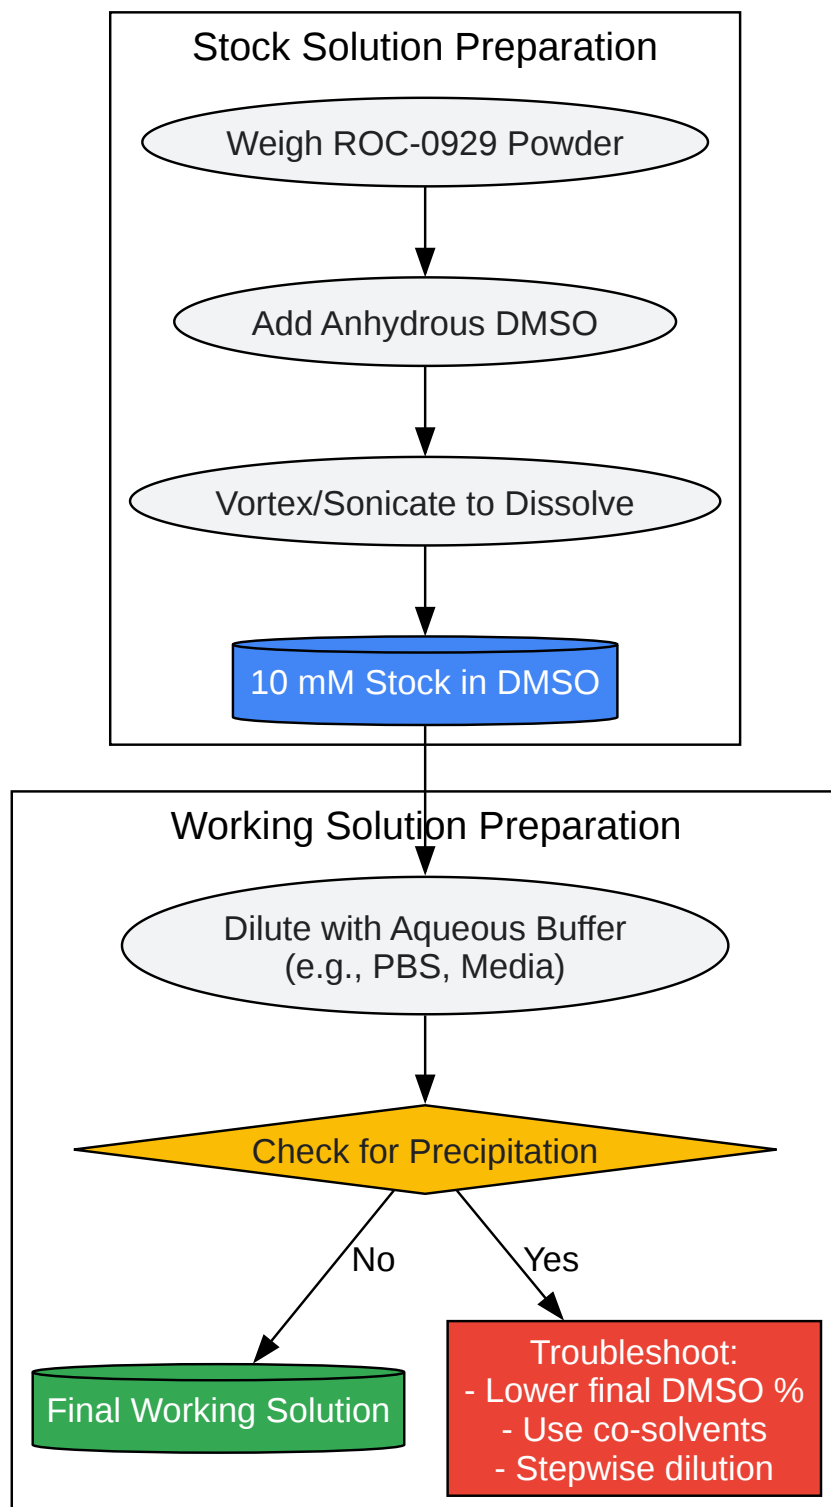 Stock Solution Preparation
Weigh ROC-0929 Powder
Add Anhydrous DMSO
Vortex/Sonicate to Dissolve
10 mM Stock in DMSO
Working Solution Preparation
Dilute with Aqueous Buffer
(e.g., PBS, Media)
Check for Precipitation
No
Yes
Final Working Solution
Troubleshoot:
- Lower final DMSO %
- Use co-solvents
- Stepwise dilution